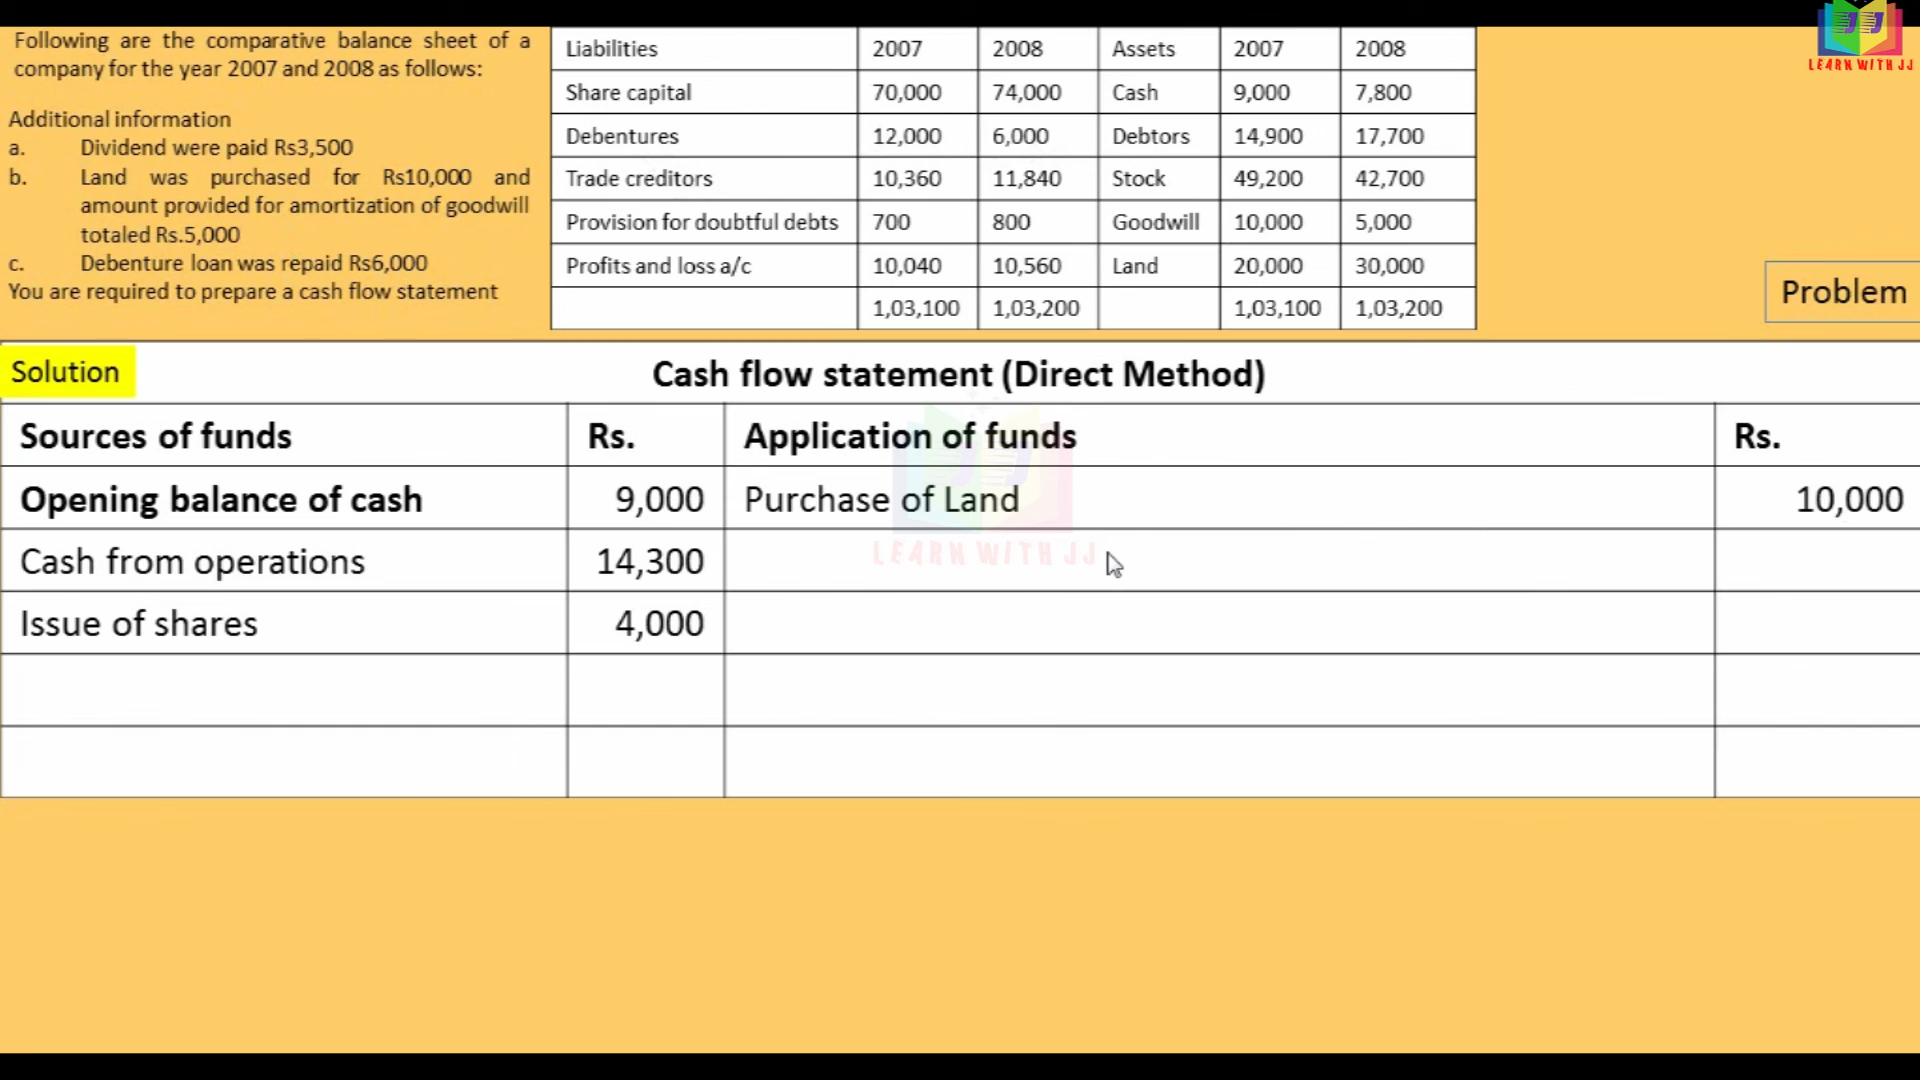 LEARN WITH JJ
Following are the comparative balance sheet of a
company for the year 2007 and 2008 as follows:
Additional information
a. Dividend were paid Rs3,500
b. Land was purchased for Rs10,000 and
amount provided for amortization of goodwill
totaled Rs.5,000
c. Debenture loan was repaid Rs6,000
You are required to prepare a cash flow statement
Liabilities 2007 2008 Assets 2007 2008
Share capital 70,000 74,000 Cash 9,000 7,800
Debentures 12,000 6,000 Debtors 14,900 17,700
Trade creditors 10,360 11,840 Stock 49,200 42,700
Provision for doubtful debts 700 800 Goodwill 10,000 5,000
Profits and loss a/c 10,040 10,560 Land 20,000 30,000
1,03,100 1,03,200 1,03,100 1,03,200
Problem
Solution
Cash flow statement (Direct Method)
Sources of funds Rs. Application of funds Rs.
Opening balance of cash 9,000 Purchase of Land 10,000
Cash from operations 14,300
Issue of shares 4,000
LEARN WITH JJ